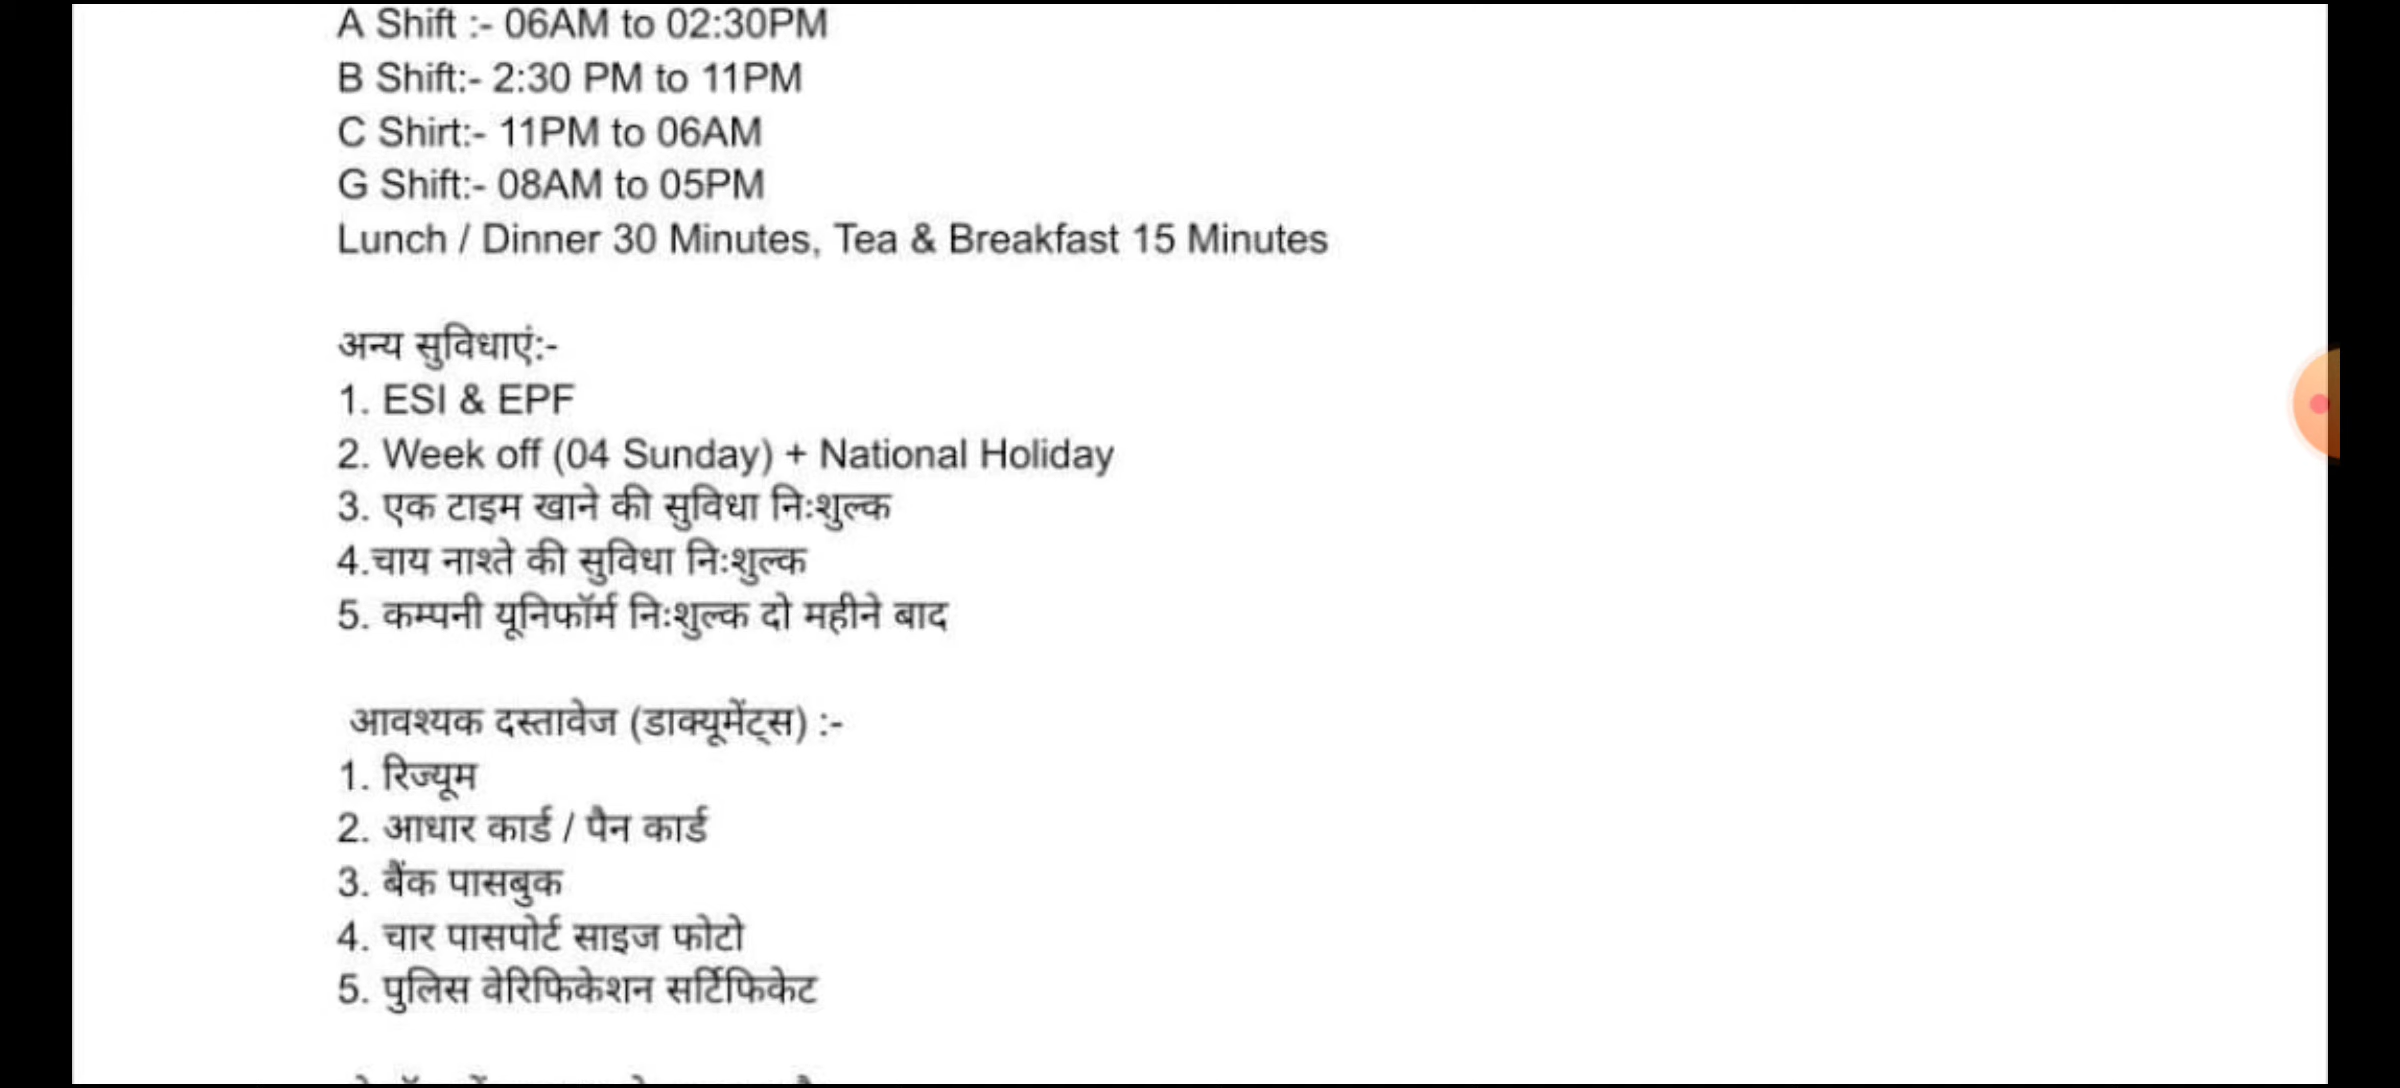 A Shift :- 06AM to 02:30PM
B Shift:- 2:30 PM to 11PM
C Shirt:- 11PM to 06AM
G Shift:- 08AM to 05PM
Lunch / Dinner 30 Minutes, Tea & Breakfast 15 Minutes
अन्य सुविधाएं:-
1. ESI & EPF
2. Week off (04 Sunday) + National Holiday
3. एक टाइम खाने की सुविधा निःशुल्क
4.चाय नाश्ते की सुविधा निःशुल्क
5. कम्पनी यूनिफॉर्म निःशुल्क दो महीने बाद
आवश्यक दस्तावेज (डाक्यूमेंट्स) :-
1. रिज्यूम
2. आधार कार्ड / पैन कार्ड
3. बैंक पासबुक
4. चार पासपोर्ट साइज फोटो
5. पुलिस वेरिफिकेशन सर्टिफिकेट